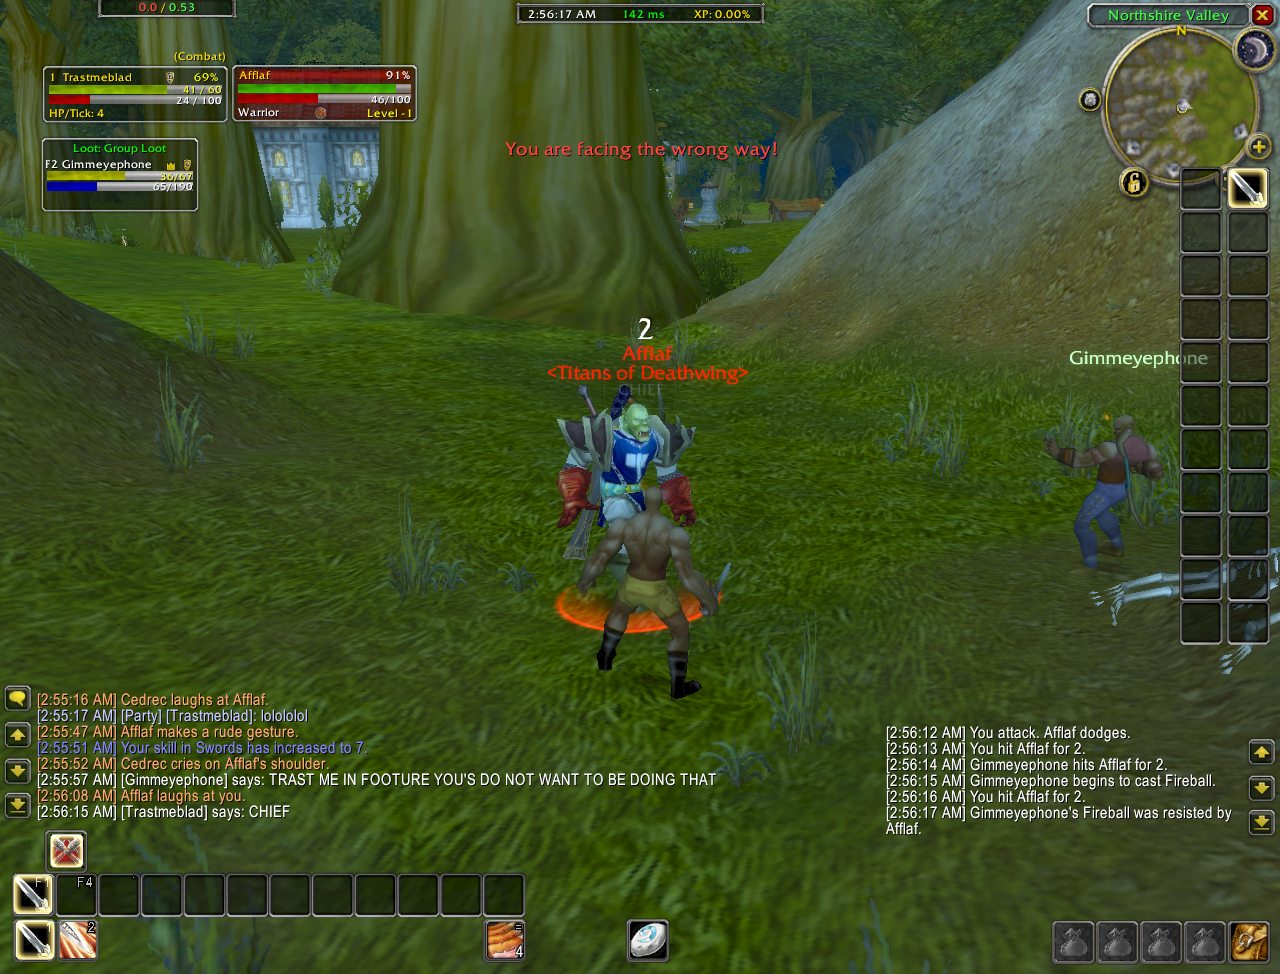 0.0 / 0.53
2:56:17 AM 142 ms XP: 0.00%
Northshire Valley
N
(Combat)
1 Trastmeblad 69%
41 / 60
24 / 100
HP/Tick: 4
Afflaf 91%
46/100
Warrior Level -1
Loot: Group Loot
F2 Gimmeyephone
36/67
65/190
You are facing the wrong way!
2
Afflaf
<Titans of Deathwing>
CHIEF
Gimmeyephone
[2:55:16 AM] Cedrec laughs at Afflaf.
[2:55:17 AM] [Party] [Trastmeblad]: lolololol
[2:55:47 AM] Afflaf makes a rude gesture.
[2:55:51 AM] Your skill in Swords has increased to 7.
[2:55:52 AM] Cedrec cries on Afflaf's shoulder.
[2:55:57 AM] [Gimmeyephone] says: TRAST ME IN FOOTURE YOU'S DO NOT WANT TO BE DOING THAT
[2:56:08 AM] Afflaf laughs at you.
[2:56:15 AM] [Trastmeblad] says: CHIEF
[2:56:12 AM] You attack. Afflaf dodges.
[2:56:13 AM] You hit Afflaf for 2.
[2:56:14 AM] Gimmeyephone hits Afflaf for 2.
[2:56:15 AM] Gimmeyephone begins to cast Fireball.
[2:56:16 AM] You hit Afflaf for 2.
[2:56:17 AM] Gimmeyephone's Fireball was resisted by
Afflaf.
F1 F4
2 =
4